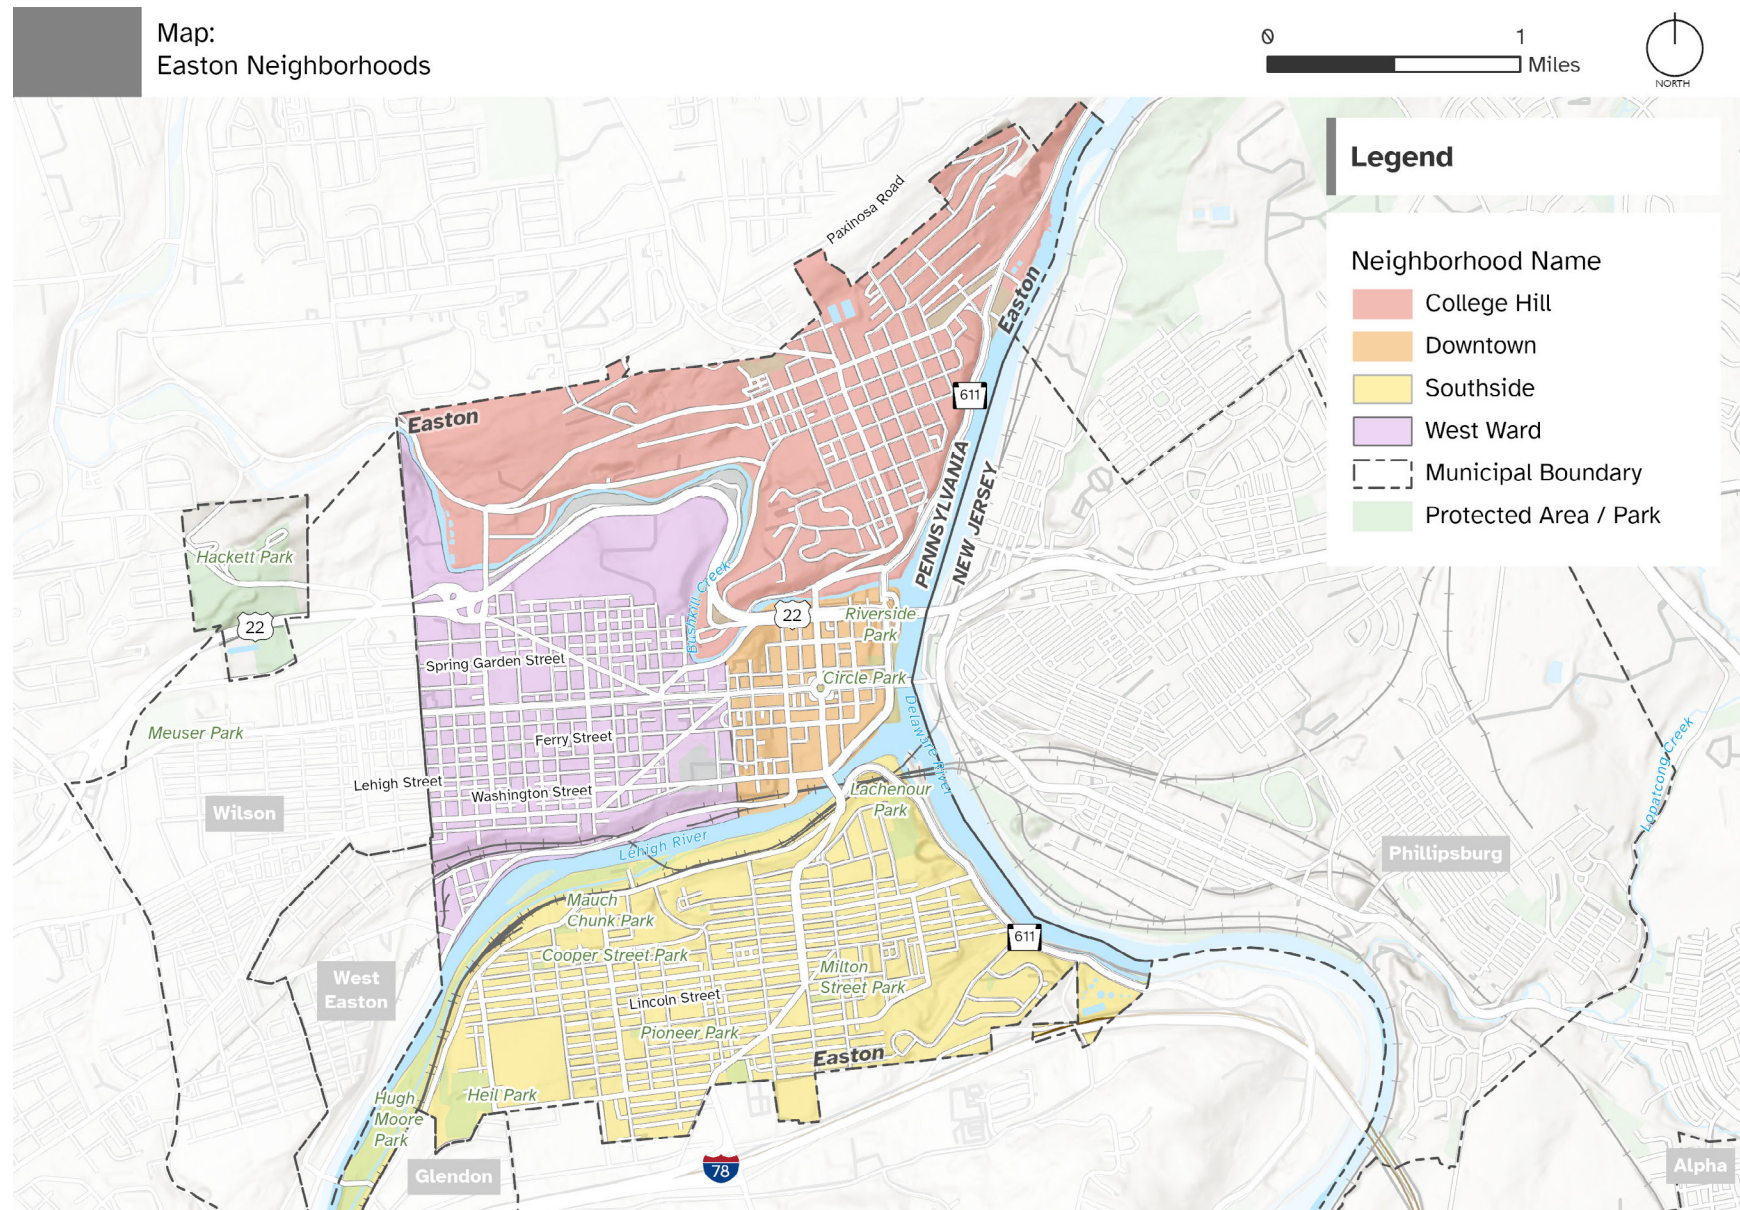 Map:
Easton Neighborhoods
0
1
Miles
NORTH
Legend
Neighborhood Name
College Hill
Downtown
Southside
West Ward
Municipal Boundary
Protected Area / Park
Paxinosa Road
Easton
Easton
611
PENNSYLVANIA
NEW JERSEY
Hackett Park
22
Bushkill Creek
22
Riverside
Park
Spring Garden Street
Circle Park
Meuser Park
Ferry Street
Delaware River
Lopatcong Creek
Lehigh Street
Washington Street
Lachenour
Park
Wilson
Lehigh River
Phillipsburg
Mauch
Chunk Park
611
Cooper Street Park
West
Easton
Milton
Street Park
Lincoln Street
Pioneer Park
Easton
Heil Park
Hugh
Moore
Park
Glendon
78
Alpha